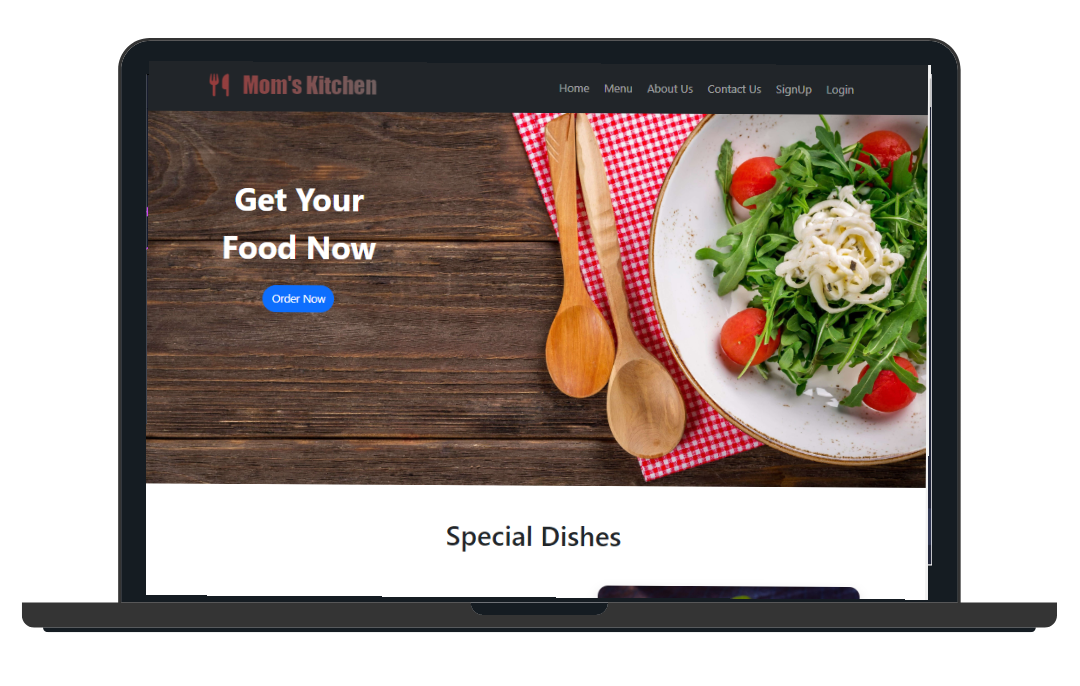 Mom's Kitchen
Home Menu About Us Contact Us SignUp Login
Get Your
Food Now
Order Now
Special Dishes